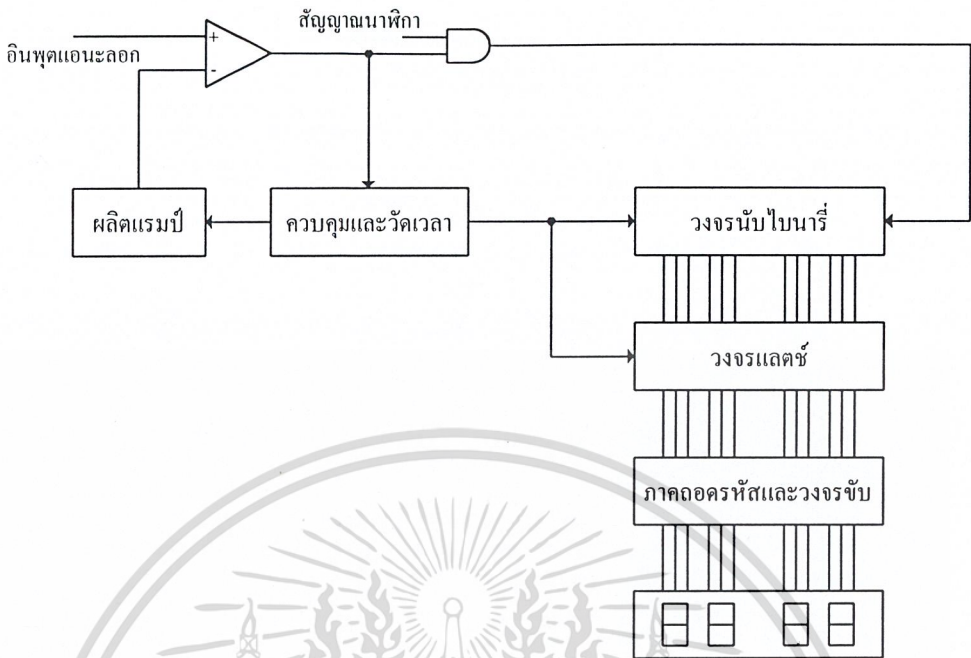 สัญญาณนาฬิกา
+
อินพุตแอนะลอก
-
ผลิตแรมป์
ควบคุมและวัดเวลา
วงจรนับไบนารี่
วงจรแลตช์
ภาคถอดรหัสและวงจรขับ